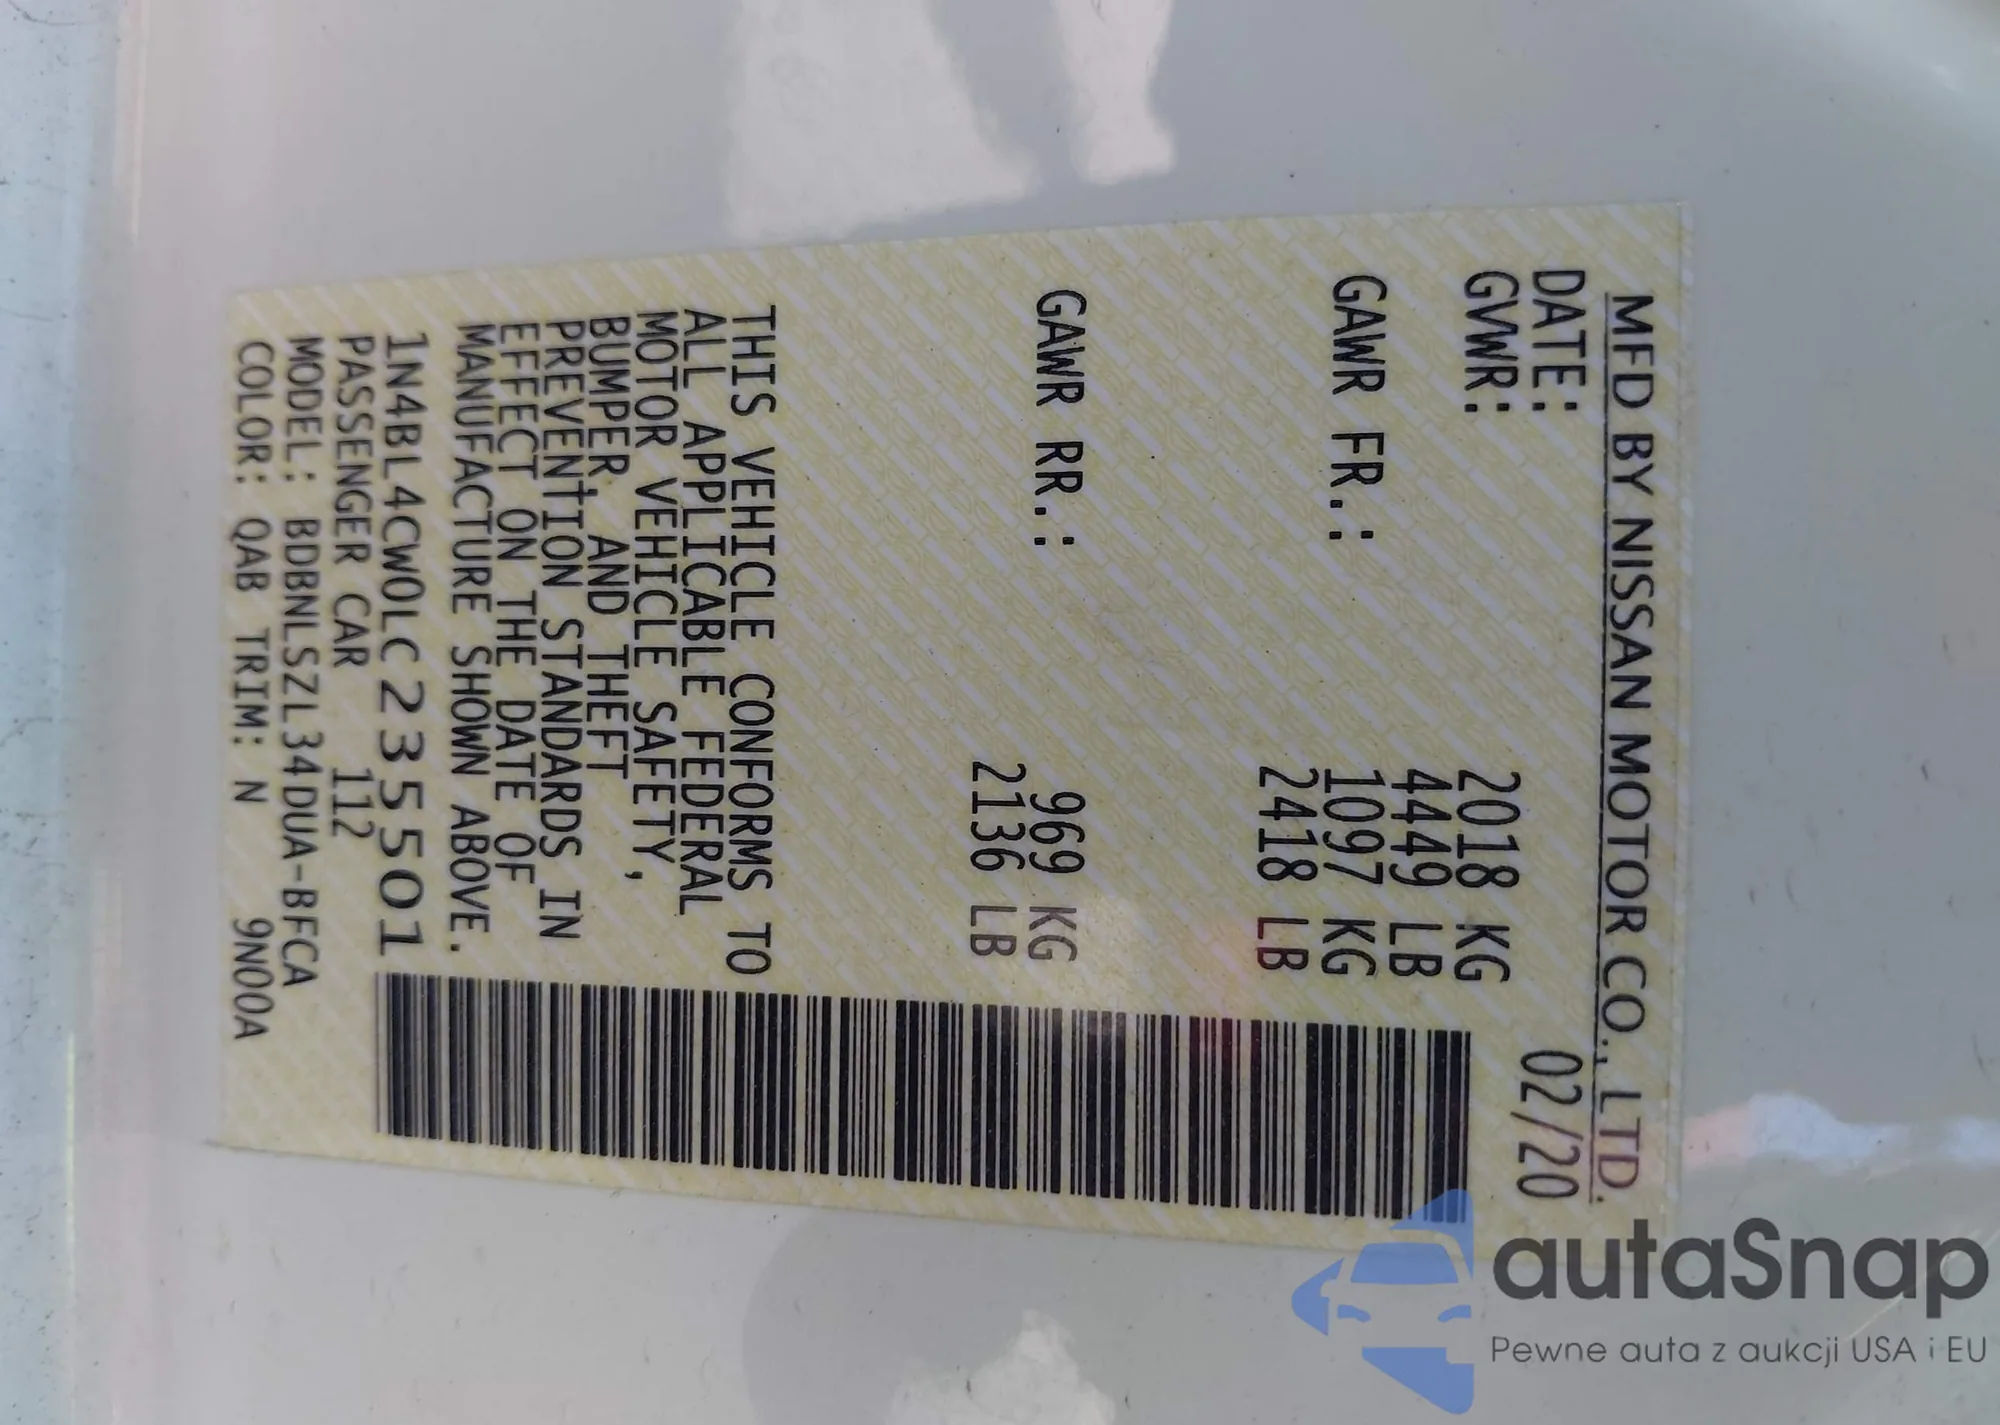 MFD BY NISSAN MOTOR CO., LTD.
DATE: 02/20
GVWR: 2018 KG
4449 LB
GAWR FR.: 1097 KG
2418 LB
GAWR RR.: 969 KG
2136 LB
THIS VEHICLE CONFORMS TO
ALL APPLICABLE FEDERAL
MOTOR VEHICLE SAFETY,
BUMPER, AND THEFT
PREVENTION STANDARDS IN
EFFECT ON THE DATE OF
MANUFACTURE SHOWN ABOVE.
1N4BL4CW0LC235501
PASSENGER CAR 112
MODEL: BDBNLSZL34DUA-BFCA
COLOR: QAB TRIM: N 9N00A
autaSnap
Pewne auta z aukcji USA i EU